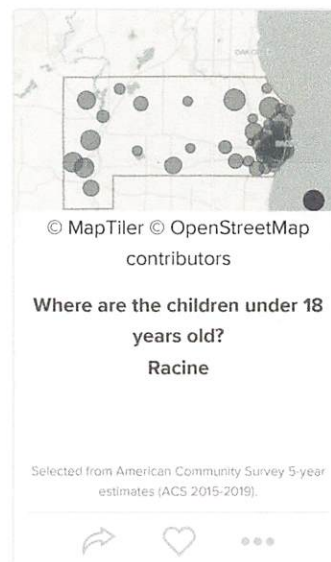 © MapTiler © OpenStreetMap
contributors
Where are the children under 18
years old?
Racine
Selected from American Community Survey 5-year
estimates (ACS 2015-2019).